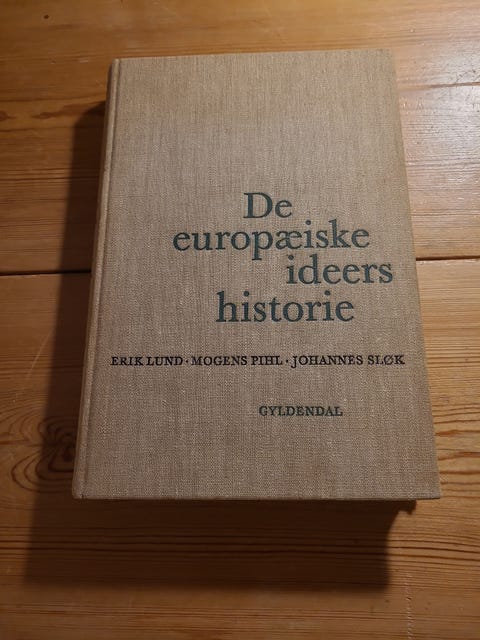 De
europæiske
ideers
historie
ERIK LUND · MOGENS PIHL · JOHANNES SLØK
GYLDENDAL